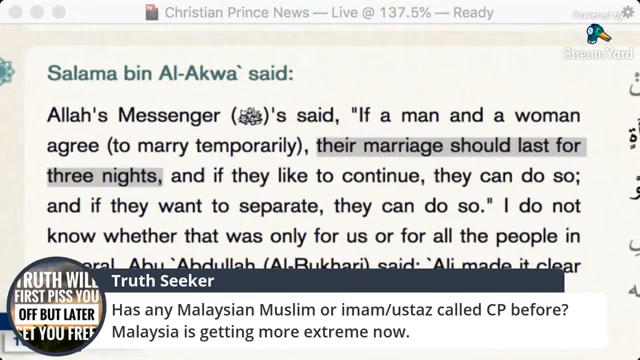 Christian Prince News — Live @ 137.5% — Ready
Powered by
StreamYard
Salama bin Al-Akwa` said:
Allah's Messenger (ﷺ)'s said, "If a man and a woman
agree (to marry temporarily), their marriage should last for
three nights, and if they like to continue, they can do so;
and if they want to separate, they can do so." I do not
know whether that was only for us or for all the people in
general. Abu `Abdullah (Al-Bukhari) said: `Ali made it clear
TRUTH WILL
FIRST PISS YOU
OFF BUT LATER
SET YOU FREE
Truth Seeker
Has any Malaysian Muslim or imam/ustaz called CP before?
Malaysia is getting more extreme now.